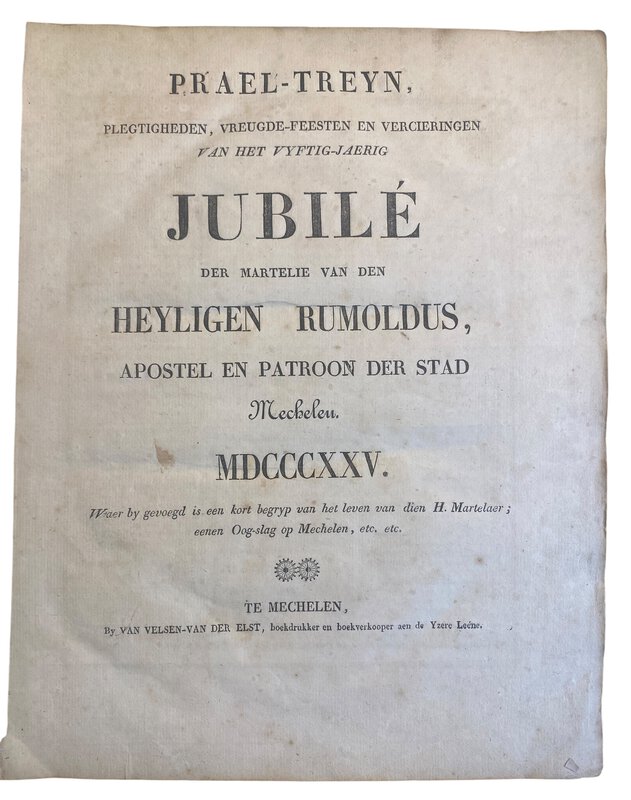 PRAEL-TREYN,
PLEGTIGHEDEN, VREUGDE-FEESTEN EN VERCIERINGEN
VAN HET VYFTIG-JAERIG
JUBILÉ
DER MARTELIE VAN DEN
HEYLIGEN RUMOLDUS,
APOSTEL EN PATROON DER STAD
Mechelen.
MDCCCXXV.
Waer by gevoegd is een kort begryp van het leven van dien H. Martelaer;
eenen Oog-slag op Mechelen, etc. etc.
TE MECHELEN,
By VAN VELSEN-VAN DER ELST, boekdrukker en boekverkooper aen de Yzere Leéne.